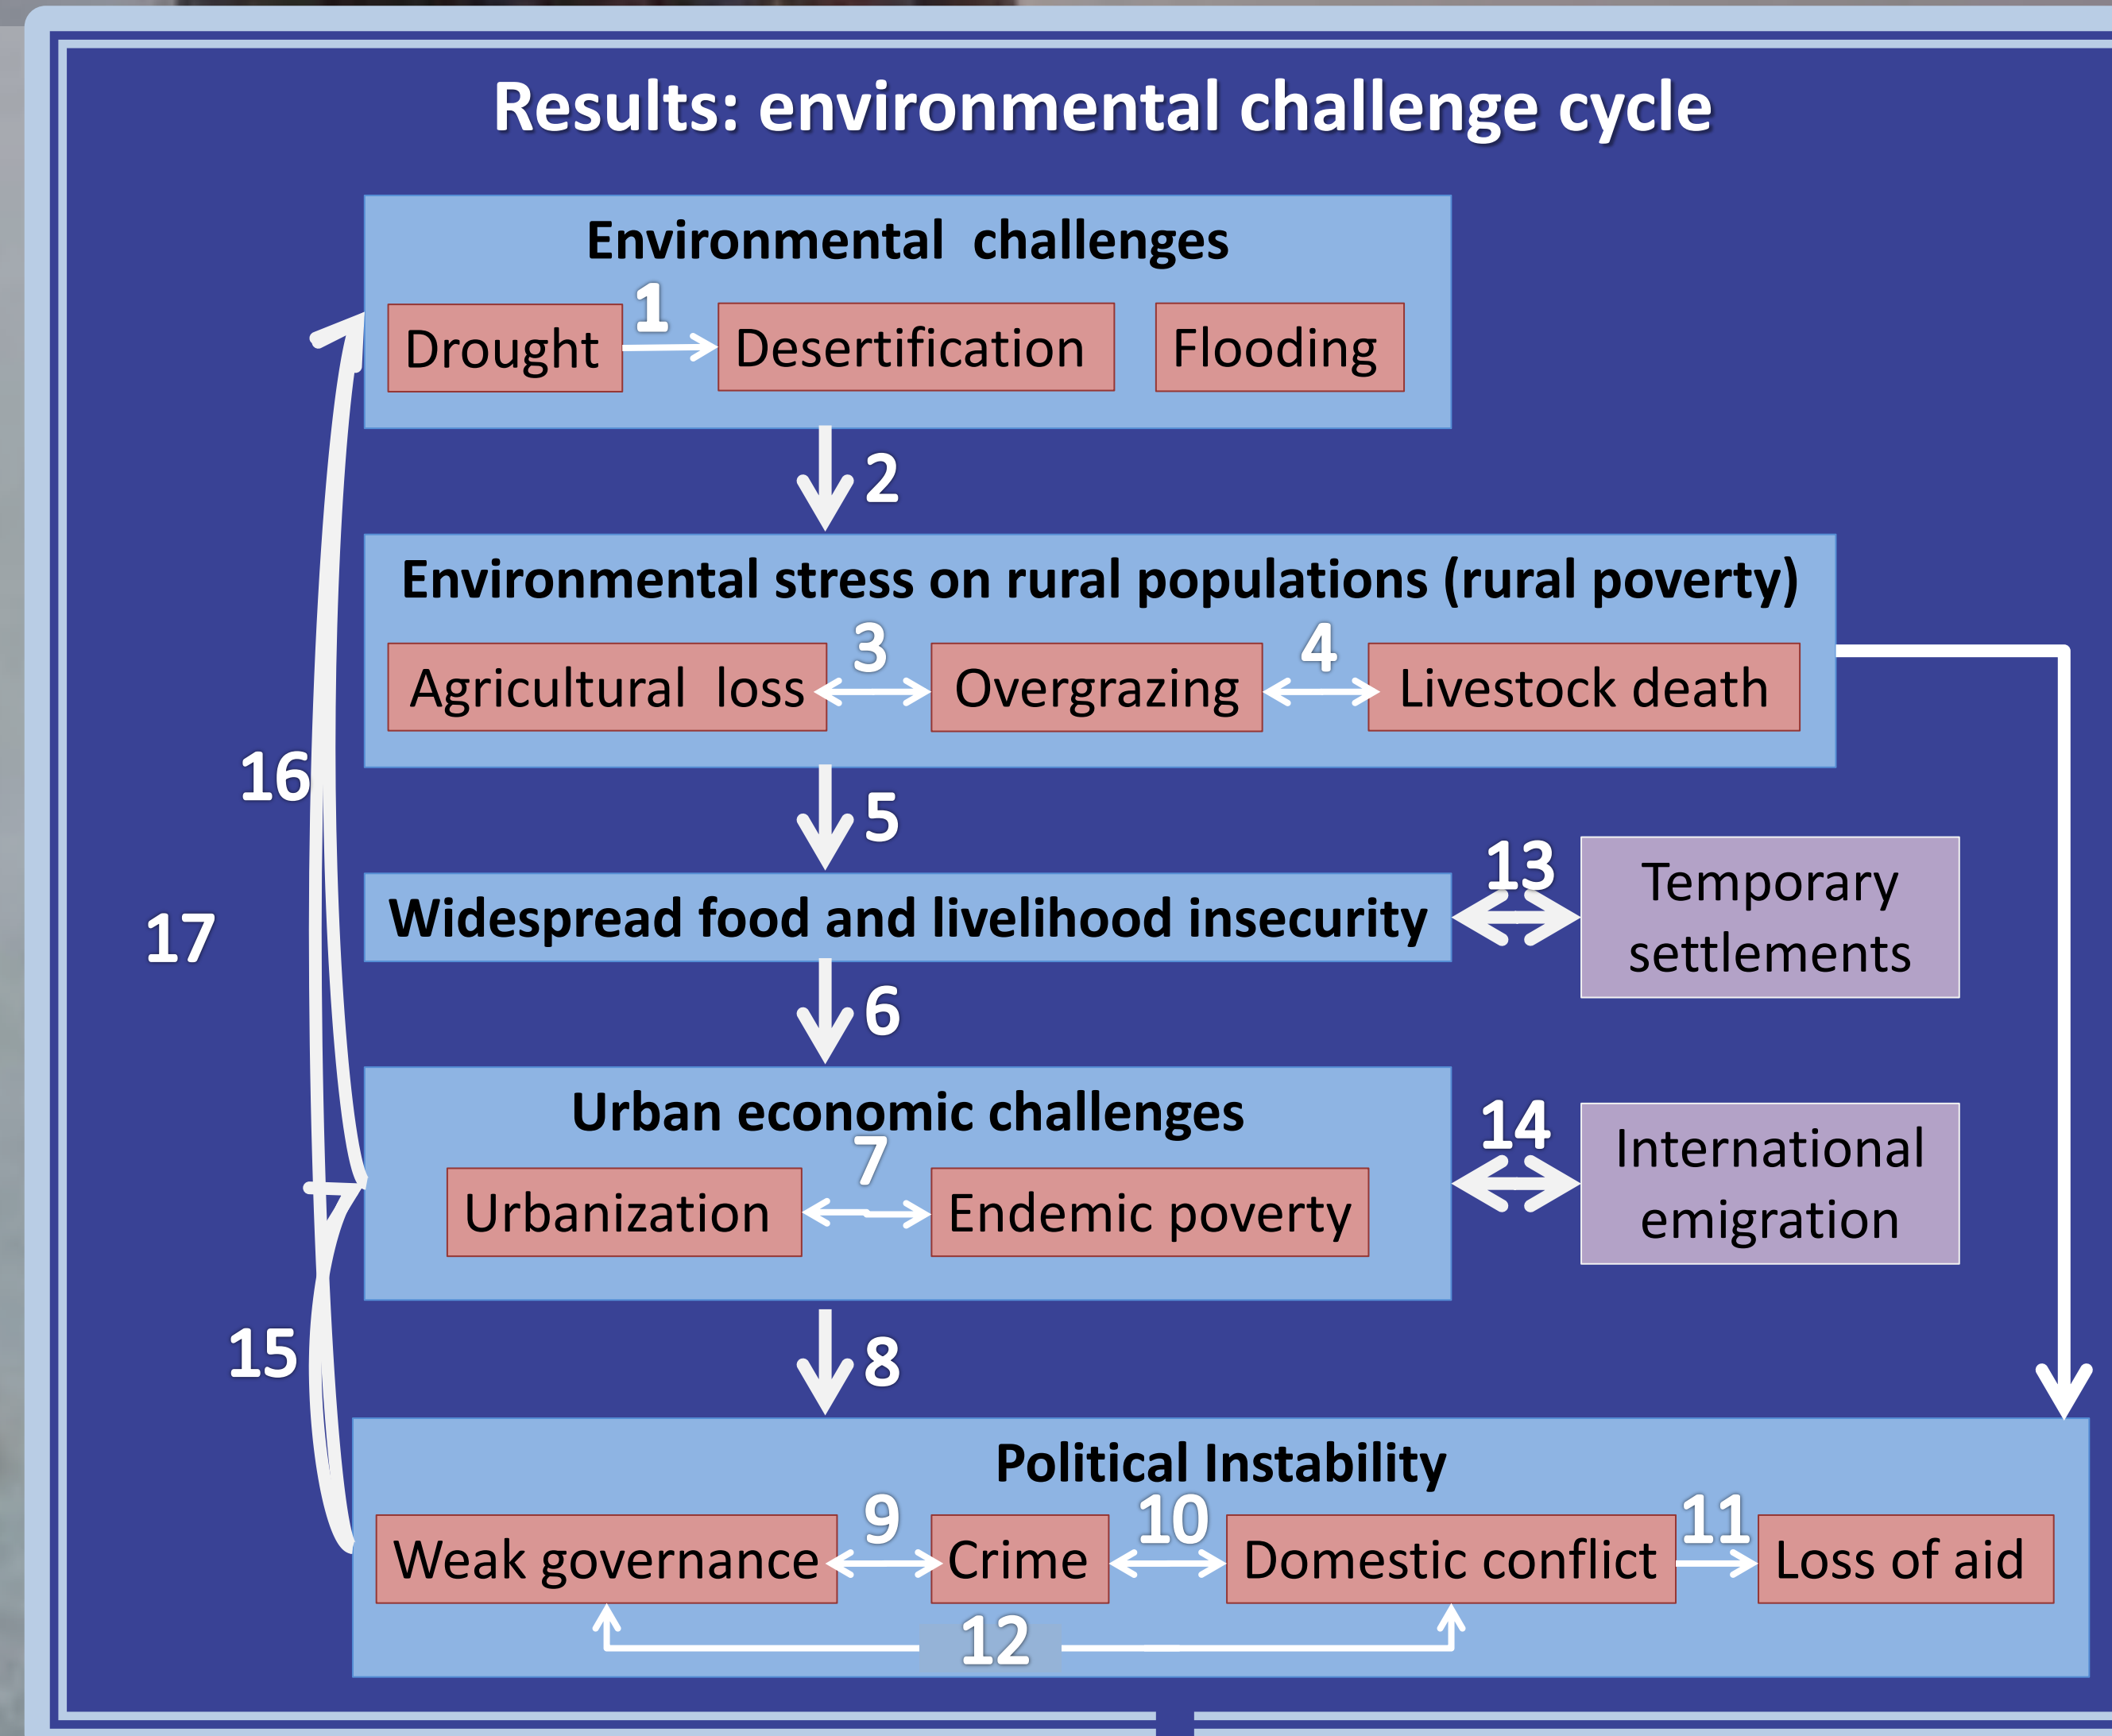 Results: environmental challenge cycle
Environmental challenges
1
Drought
Desertification
Flooding
2
Environmental stress on rural populations (rural poverty)
3
4
Agricultural loss
Overgrazing
Livestock death
16
5
13
Temporary
settlements
17
Widespread food and livelihood insecurity
6
Urban economic challenges
14
7
International
emigration
Urbanization
Endemic poverty
15
8
Political Instability
9
10
11
Weak governance
Crime
Domestic conflict
Loss of aid
12